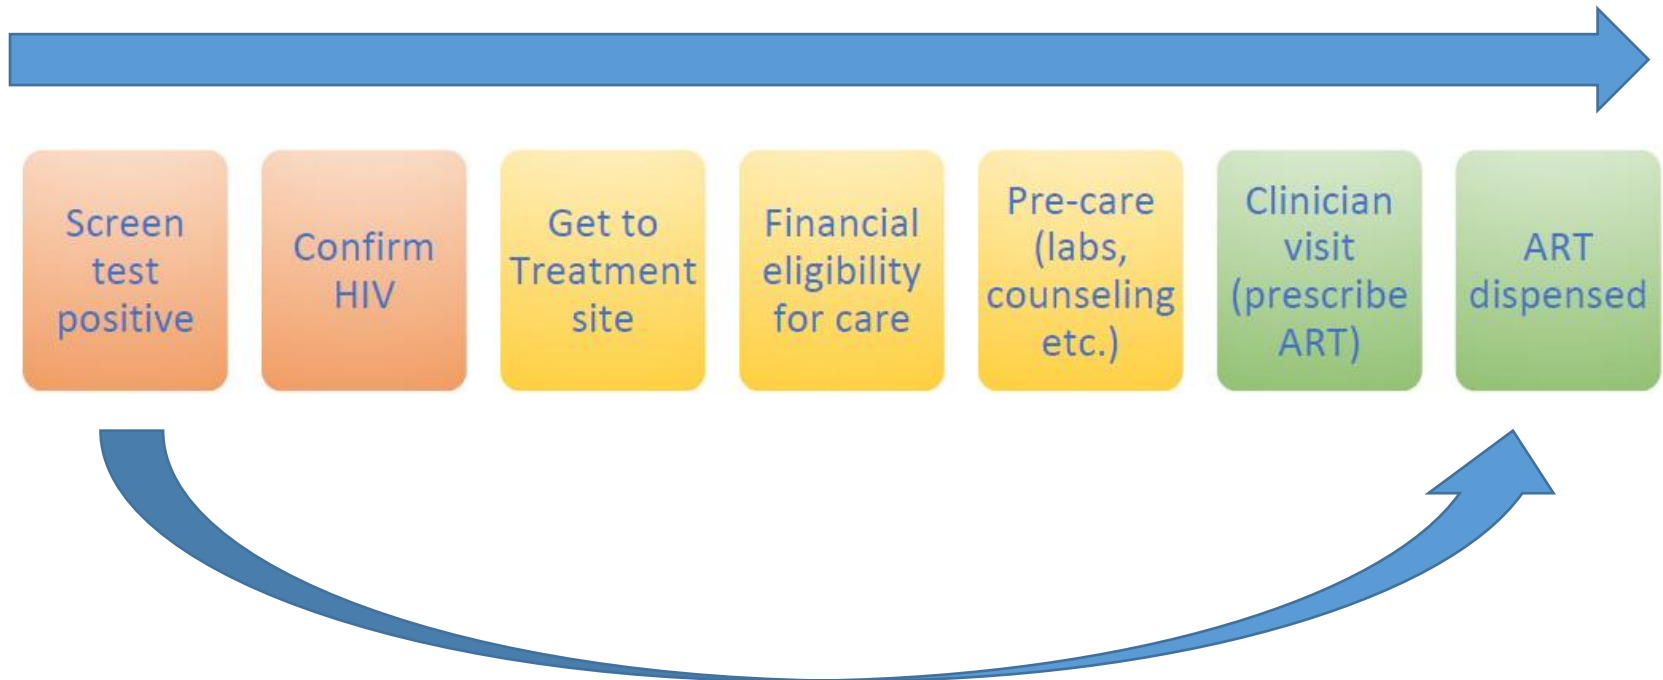 Screen
test
positive
Confirm
HIV
Get to
Treatment
site
Financial
eligibility
for care
Pre-care
(labs,
counseling
etc.)
Clinician
visit
(prescribe
ART)
ART
dispensed